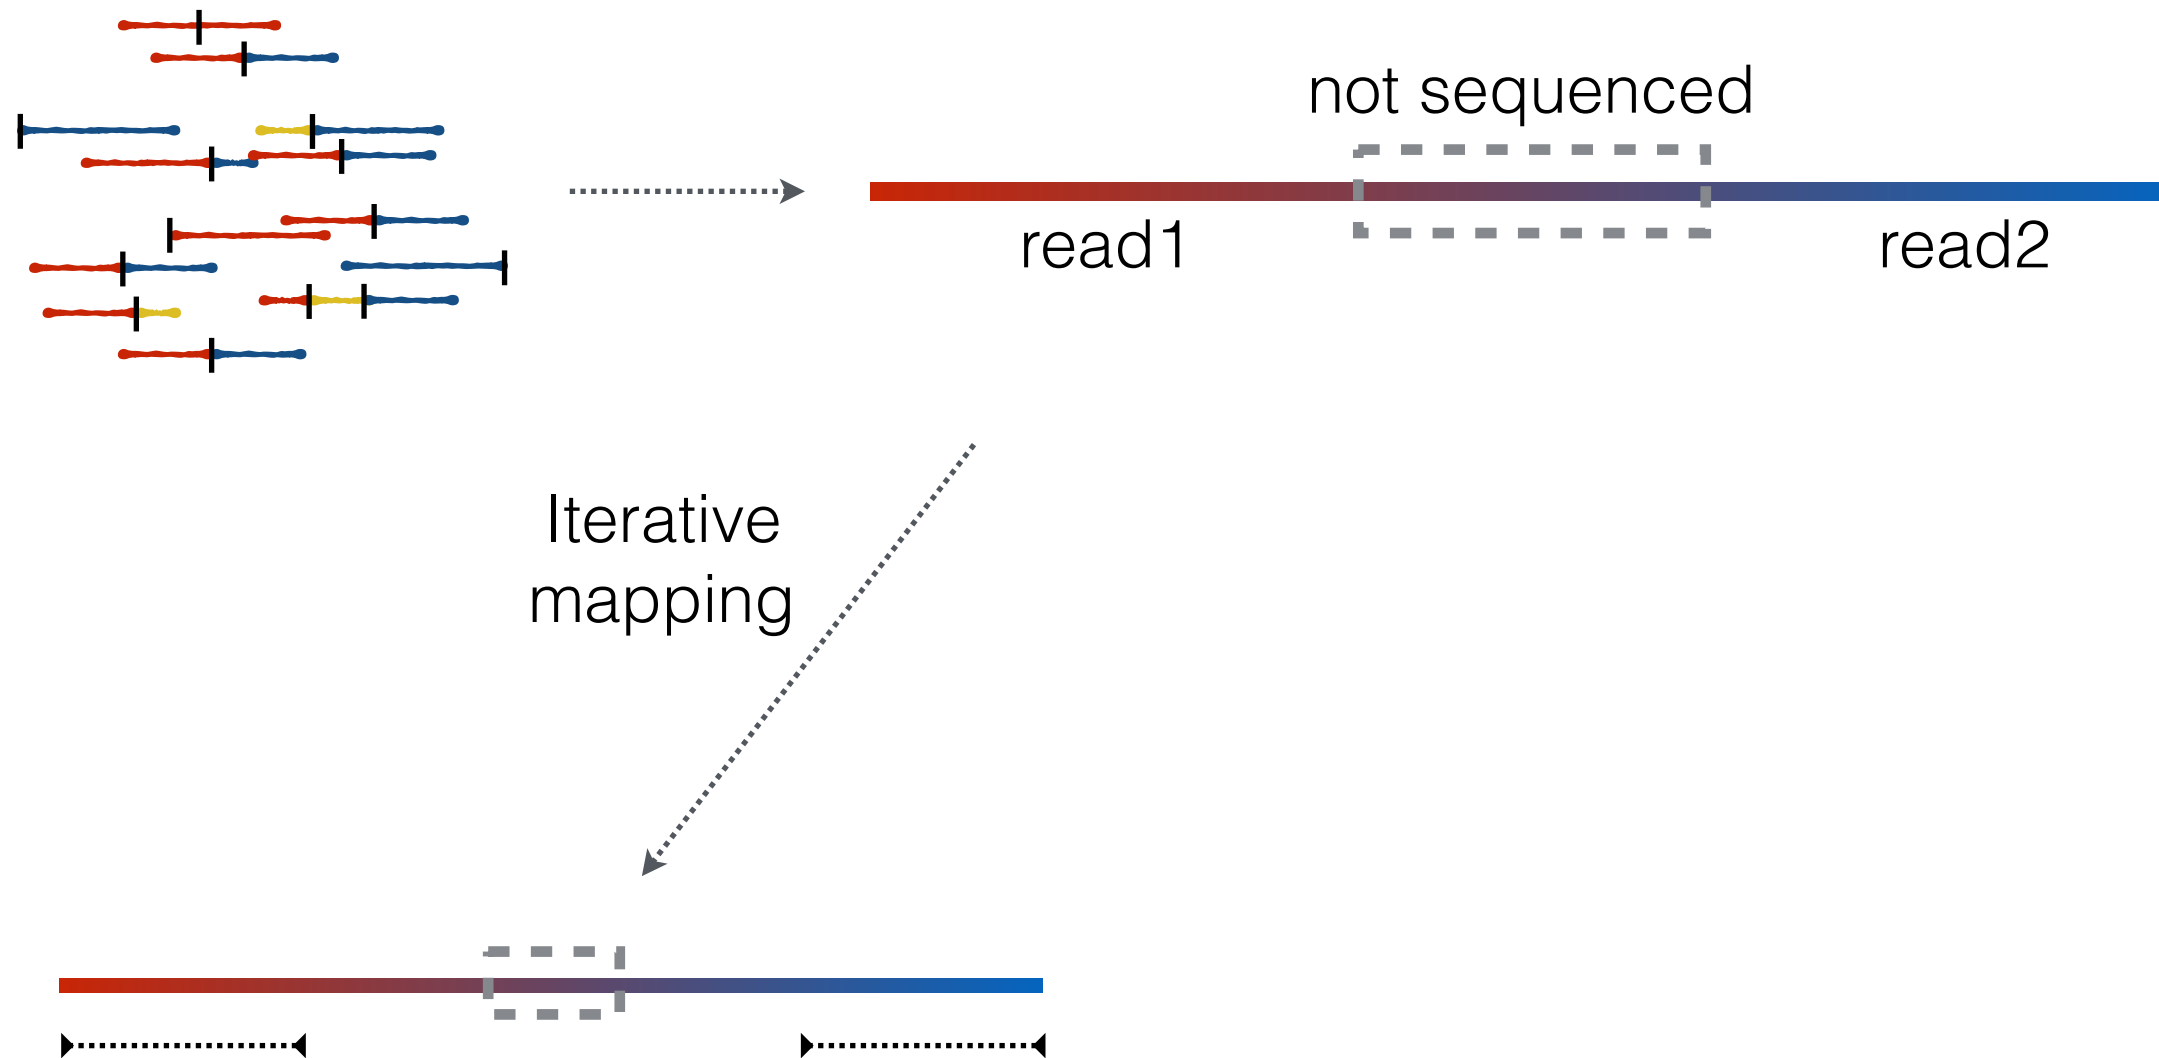 not sequenced
read1
read2
Iterative
mapping